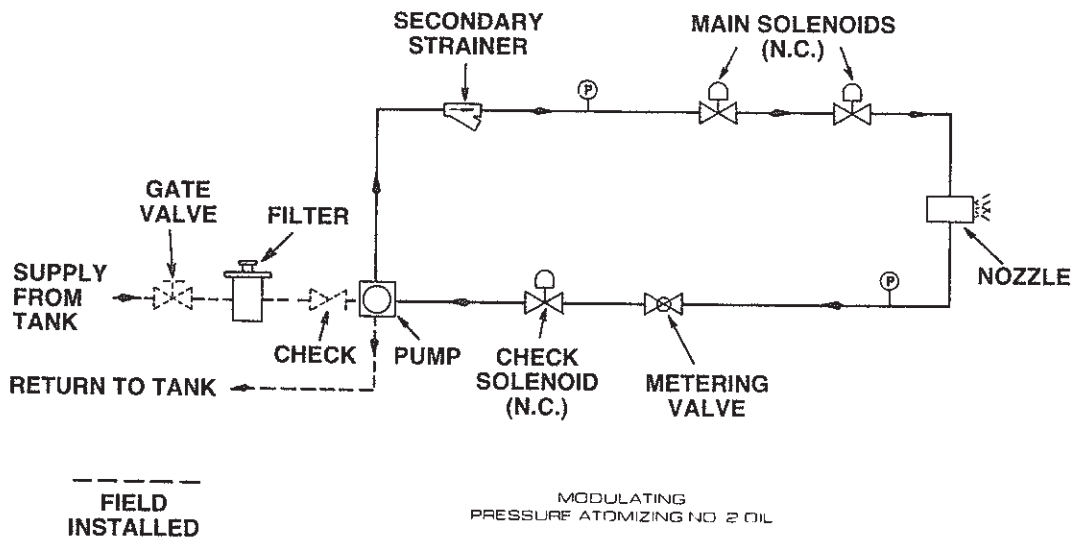 SECONDARY
STRAINER
MAIN SOLENOIDS
(N.C.)
P
GATE
VALVE
FILTER
SUPPLY
FROM
TANK
NOZZLE
P
CHECK
PUMP
CHECK
SOLENOID
(N.C.)
METERING
VALVE
RETURN TO TANK
FIELD
INSTALLED
MODULATING
PRESSURE ATOMIZING NO. 2 OIL